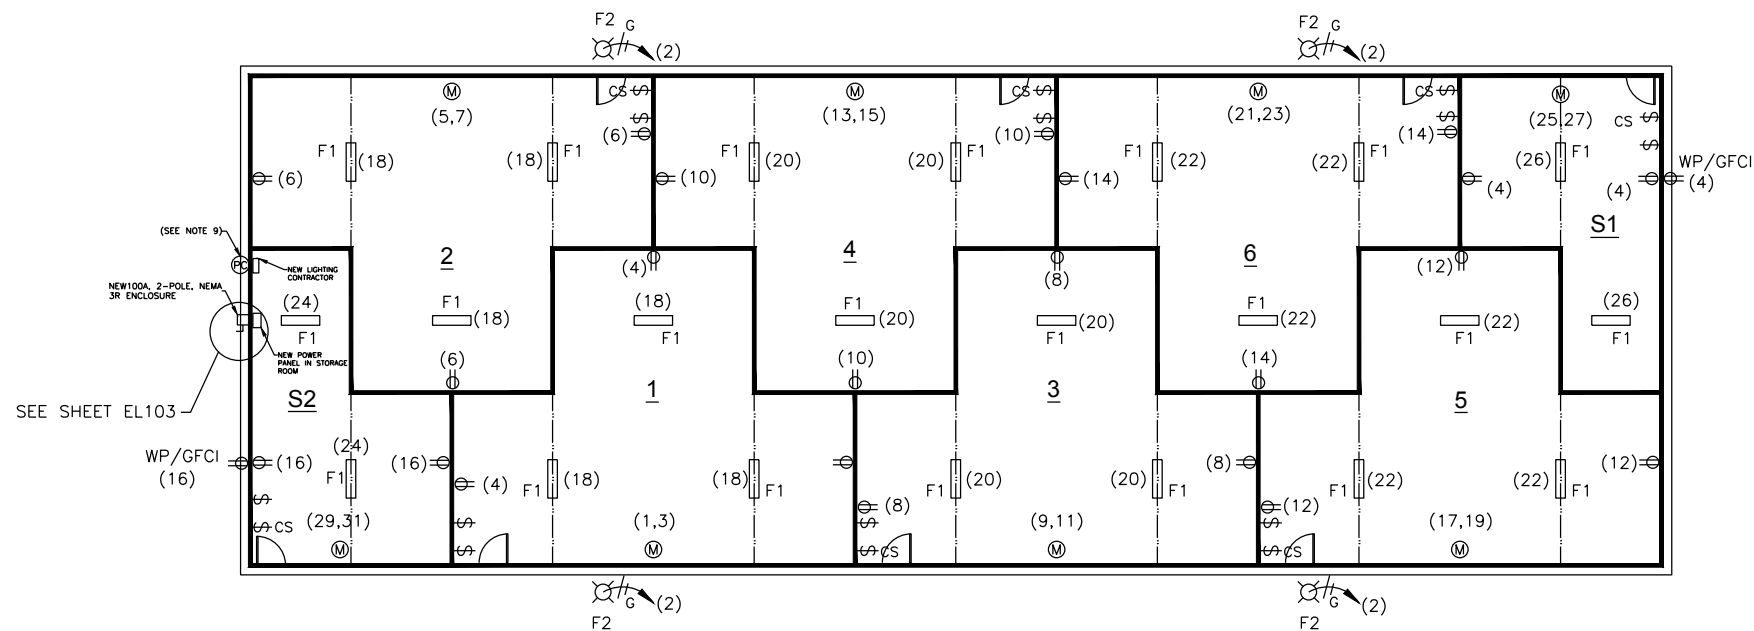 F2 G (2)
F2 G (2)
M
(5,7)
CS
S
S
(6)
M
(13,15)
CS
S
S
(10)
M
(21,23)
CS
S
S
(14)
M
(25,27)
CS
S
S
F1
(18)
(18)
F1
F1
(20)
(20)
F1
F1
(22)
(22)
F1
(26)
F1
WP/GFCI
(4)
(6)
(10)
(14)
(4)
(4)
(SEE NOTE 9)
PC
NEW LIGHTING
CONTRACTOR
2
4
6
S1
(4)
(8)
(12)
NEW100A, 2-POLE, NEMA
3R ENCLOSURE
(24)
F1
F1
(18)
(18)
F1
F1
(20)
(20)
F1
F1
(22)
(22)
F1
(26)
F1
NEW POWER
PANEL IN STORAGE
ROOM
(6)
(10)
(14)
SEE SHEET EL103
S2
1
3
5
WP/GFCI
(16)
(16)
(24)
F1
(16)
(4)
F1
(18)
(18)
F1
(8)
F1
(20)
(20)
F1
(8)
(12)
F1
(22)
(22)
F1
(12)
S
S
CS
(29,31)
M
S
S
(1,3)
M
S
S
CS
(9,11)
M
S
S
CS
(17,19)
M
G (2)
F2
G (2)
F2